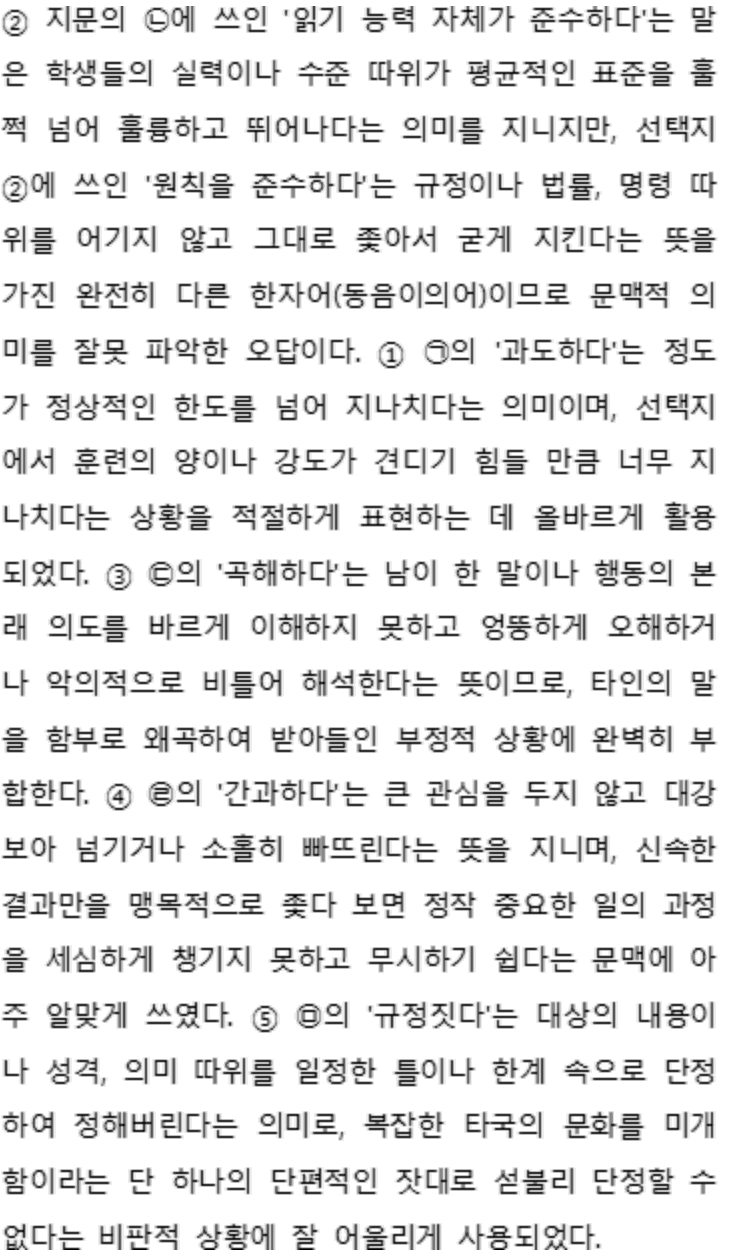 ② 지문의 ㉡에 쓰인 '읽기 능력 자체가 준수하다'는 말
은 학생들의 실력이나 수준 따위가 평균적인 표준을 훌
쩍 넘어 훌륭하고 뛰어나다는 의미를 지니지만, 선택지
②에 쓰인 '원칙을 준수하다'는 규정이나 법률, 명령 따
위를 어기지 않고 그대로 좇아서 굳게 지킨다는 뜻을
가진 완전히 다른 한자어(동음이의어)이므로 문맥적 의
미를 잘못 파악한 오답이다. ① ㉠의 '과도하다'는 정도
가 정상적인 한도를 넘어 지나치다는 의미이며, 선택지
에서 훈련의 양이나 강도가 견디기 힘들 만큼 너무 지
나치다는 상황을 적절하게 표현하는 데 올바르게 활용
되었다. ③ ㉢의 '곡해하다'는 남이 한 말이나 행동의 본
래 의도를 바르게 이해하지 못하고 엉뚱하게 오해하거
나 악의적으로 비틀어 해석한다는 뜻이므로, 타인의 말
을 함부로 왜곡하여 받아들인 부정적 상황에 완벽히 부
합한다. ④ ㉣의 '간과하다'는 큰 관심을 두지 않고 대강
보아 넘기거나 소홀히 빠뜨린다는 뜻을 지니며, 신속한
결과만을 맹목적으로 좇다 보면 정작 중요한 일의 과정
을 세심하게 챙기지 못하고 무시하기 쉽다는 문맥에 아
주 알맞게 쓰였다. ⑤ ㉤의 '규정짓다'는 대상의 내용이
나 성격, 의미 따위를 일정한 틀이나 한계 속으로 단정
하여 정해버린다는 의미로, 복잡한 타국의 문화를 미개
함이라는 단 하나의 단편적인 잣대로 섣불리 단정할 수
없다는 비판적 상황에 잘 어울리게 사용되었다.